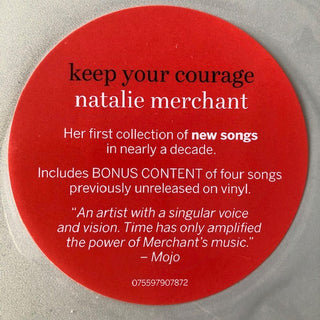 keep your courage
natalie merchant
Her first collection of new songs
in nearly a decade.
Includes BONUS CONTENT of four songs
previously unreleased on vinyl.
“An artist with a singular voice
and vision. Time has only amplified
the power of Merchant's music.”
– Mojo
075597907872